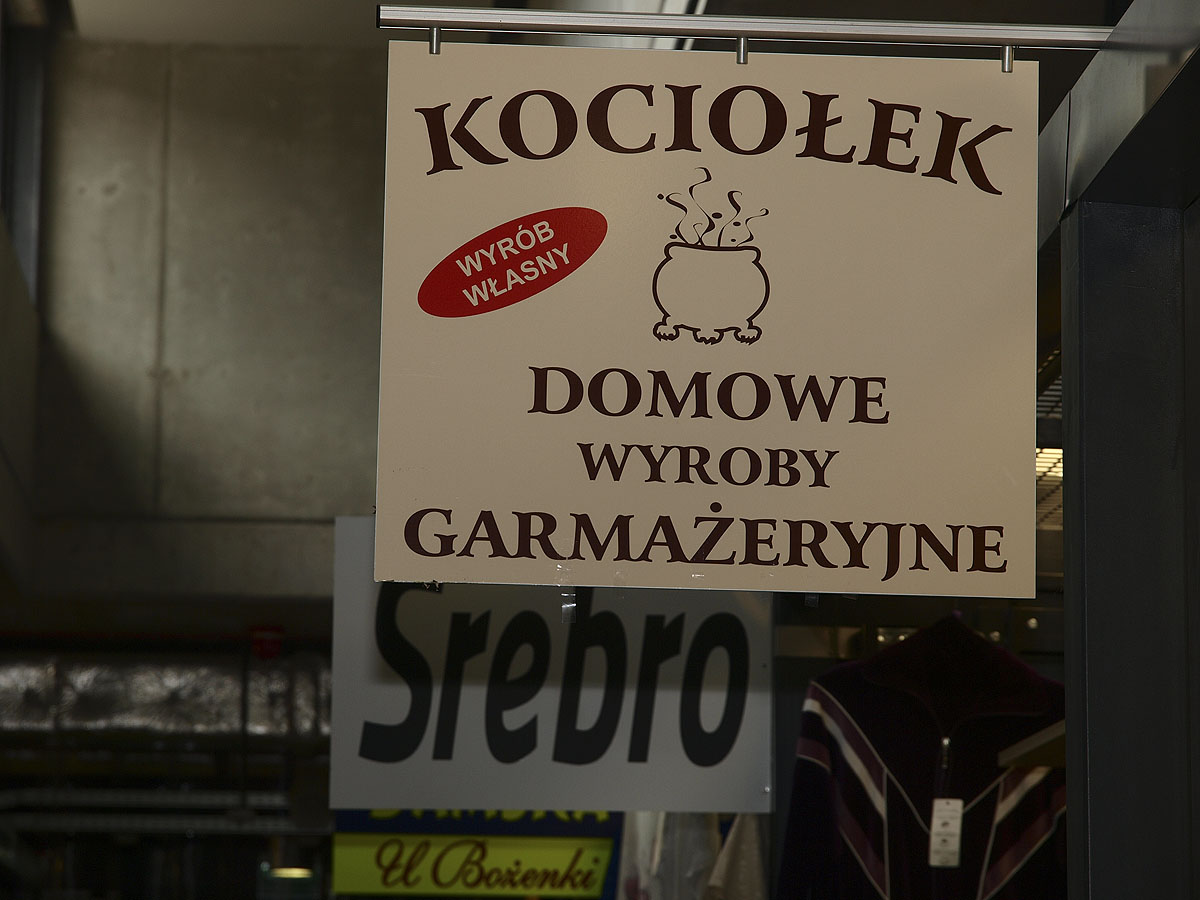 KOCIOŁEK
WYRÓB
WŁASNY
DOMOWE
WYROBY
GARMAŻERYJNE
Srebro
U Bożenki